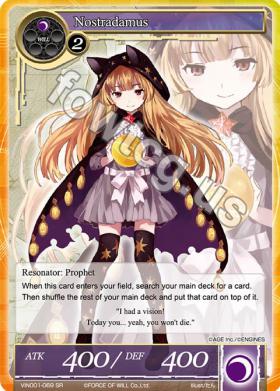 Nostradamus
WILL
2
fowtcg.us
Resonator: Prophet
When this card enters your field, search your main deck for a card.
Then shuffle the rest of your main deck and put that card on top of it.
"I had a vision!
Today you... yeah, you won't die."
©AGE Inc./©ENGINES
ATK 400/ DEF 400
VIN001-069 SR ©FORCE OF WILL Co.,Ltd.